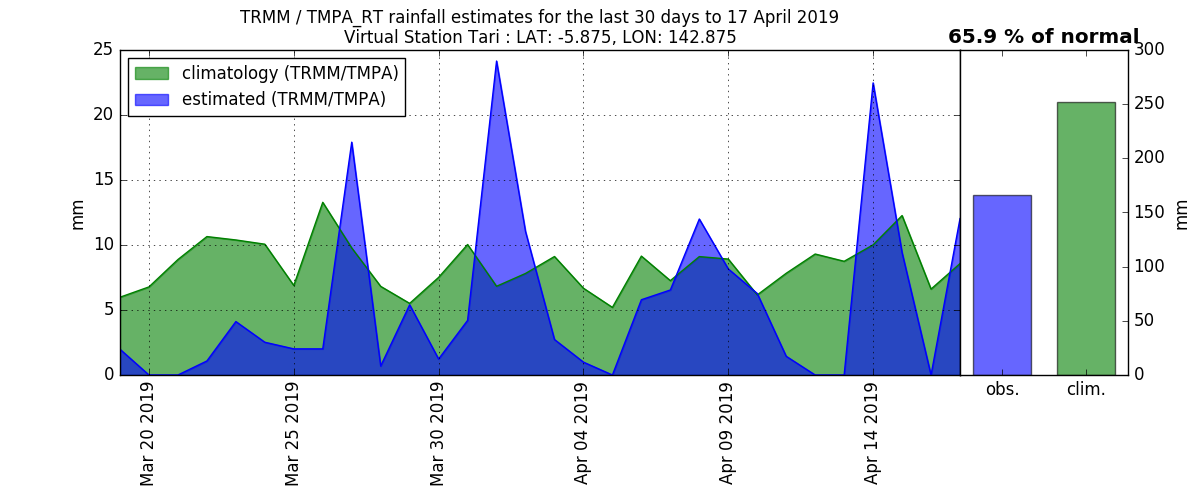 TRMM / TMPA_RT rainfall estimates for the last 30 days to 17 April 2019
Virtual Station Tari : LAT: -5.875, LON: 142.875
65.9 % of normal
climatology (TRMM/TMPA)
estimated (TRMM/TMPA)
25
20
15
10
5
0
mm
Mar 20 2019
Mar 25 2019
Mar 30 2019
Apr 04 2019
Apr 09 2019
Apr 14 2019
obs.
clim.
300
250
200
150
100
50
0
mm